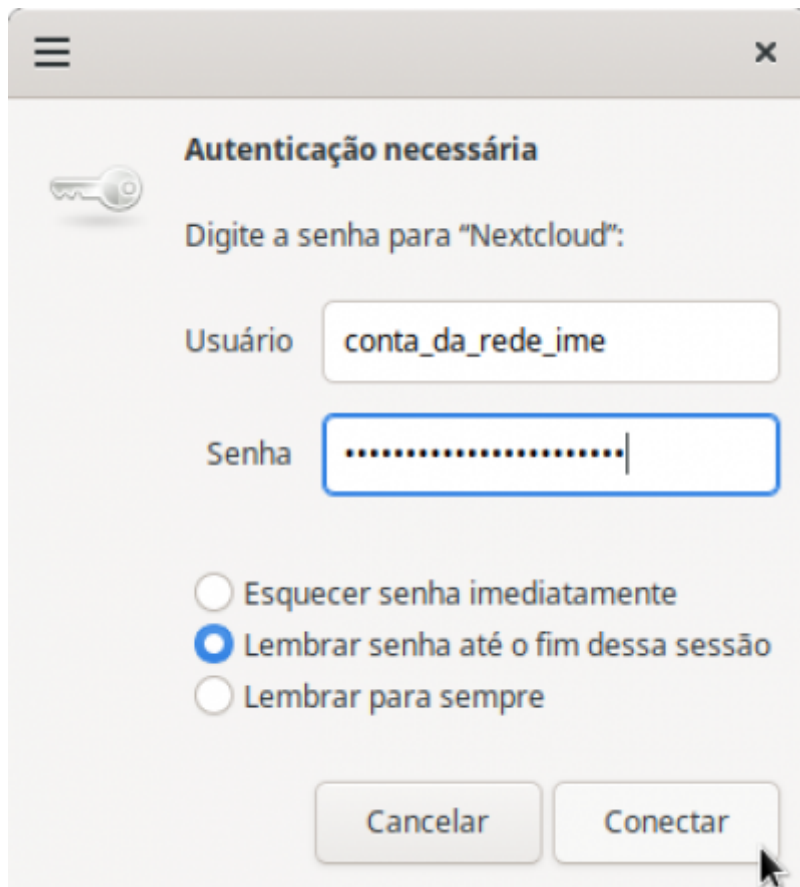 Autenticação necessária
Digite a senha para “Nextcloud”:
Usuário conta_da_rede_ime
Senha •••••••••••••••••••••••
Esquecer senha imediatamente
Lembrar senha até o fim dessa sessão
Lembrar para sempre
Cancelar Conectar